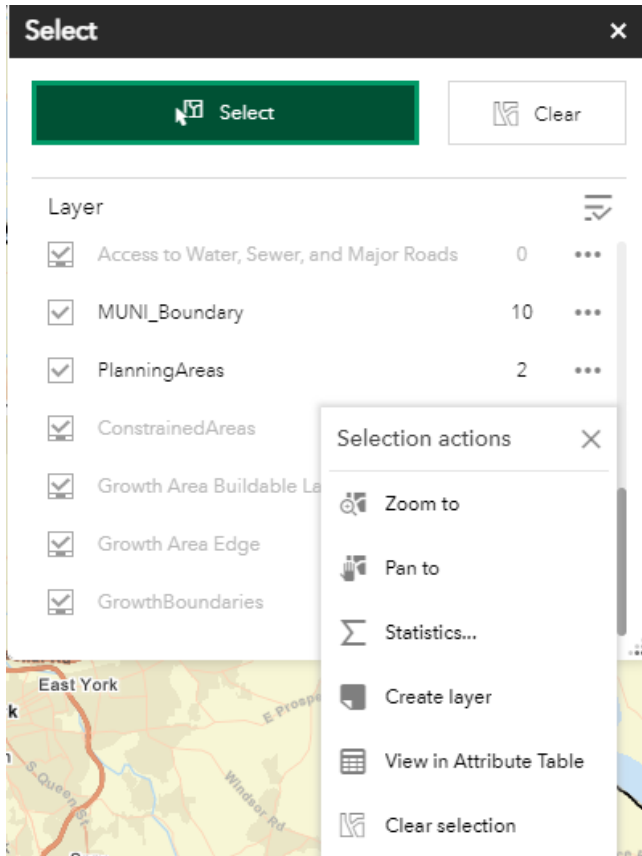 Select
Select
Clear
Layer
Access to Water, Sewer, and Major Roads 0
MUNI_Boundary 10
PlanningAreas 2
ConstrainedAreas
Growth Area Buildable La
Growth Area Edge
GrowthBoundaries
Selection actions
Zoom to
Pan to
Statistics...
Create layer
View in Attribute Table
Clear selection
East York
k
E Prospe
S Queen St
Windsor Rd